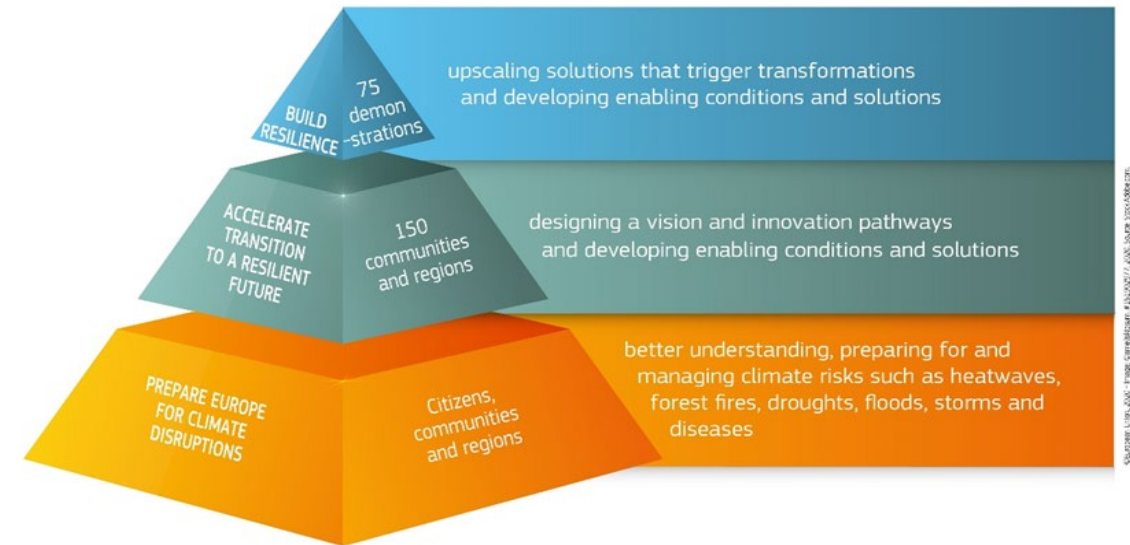 BUILD
RESILIENCE
75
demon
-strations
upscaling solutions that trigger transformations
and developing enabling conditions and solutions
ACCELERATE
TRANSITION
TO A RESILIENT
FUTURE
150
communities
and regions
designing a vision and innovation pathways
and developing enabling conditions and solutions
PREPARE EUROPE
FOR CLIMATE
DISRUPTIONS
Citizens,
communities
and regions
better understanding, preparing for and
managing climate risks such as heatwaves,
forest fires, droughts, floods, storms and
diseases